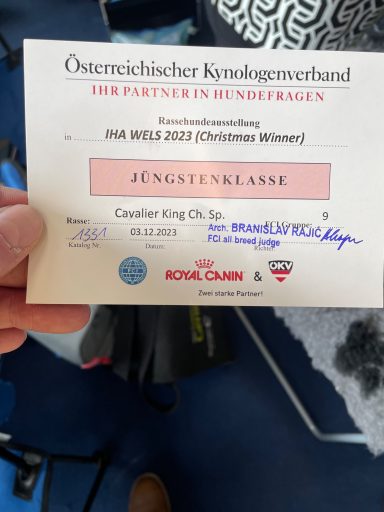 Österreichischer Kynologenverband
IHR PARTNER IN HUNDEFRAGEN
Rassehundeausstellung
in IHA WELS 2023 (Christmas Winner)
JÜNGSTENKLASSE
Rasse: Cavalier King Ch. Sp. FCI Gruppe: 9
1331 03.12.2023 Arch. BRANISLAV RAJIĆ
FCI all breed judge
Katalog Nr. Datum: Richter:
FCI ROYAL CANIN & ÖKV
Zwei starke Partner!